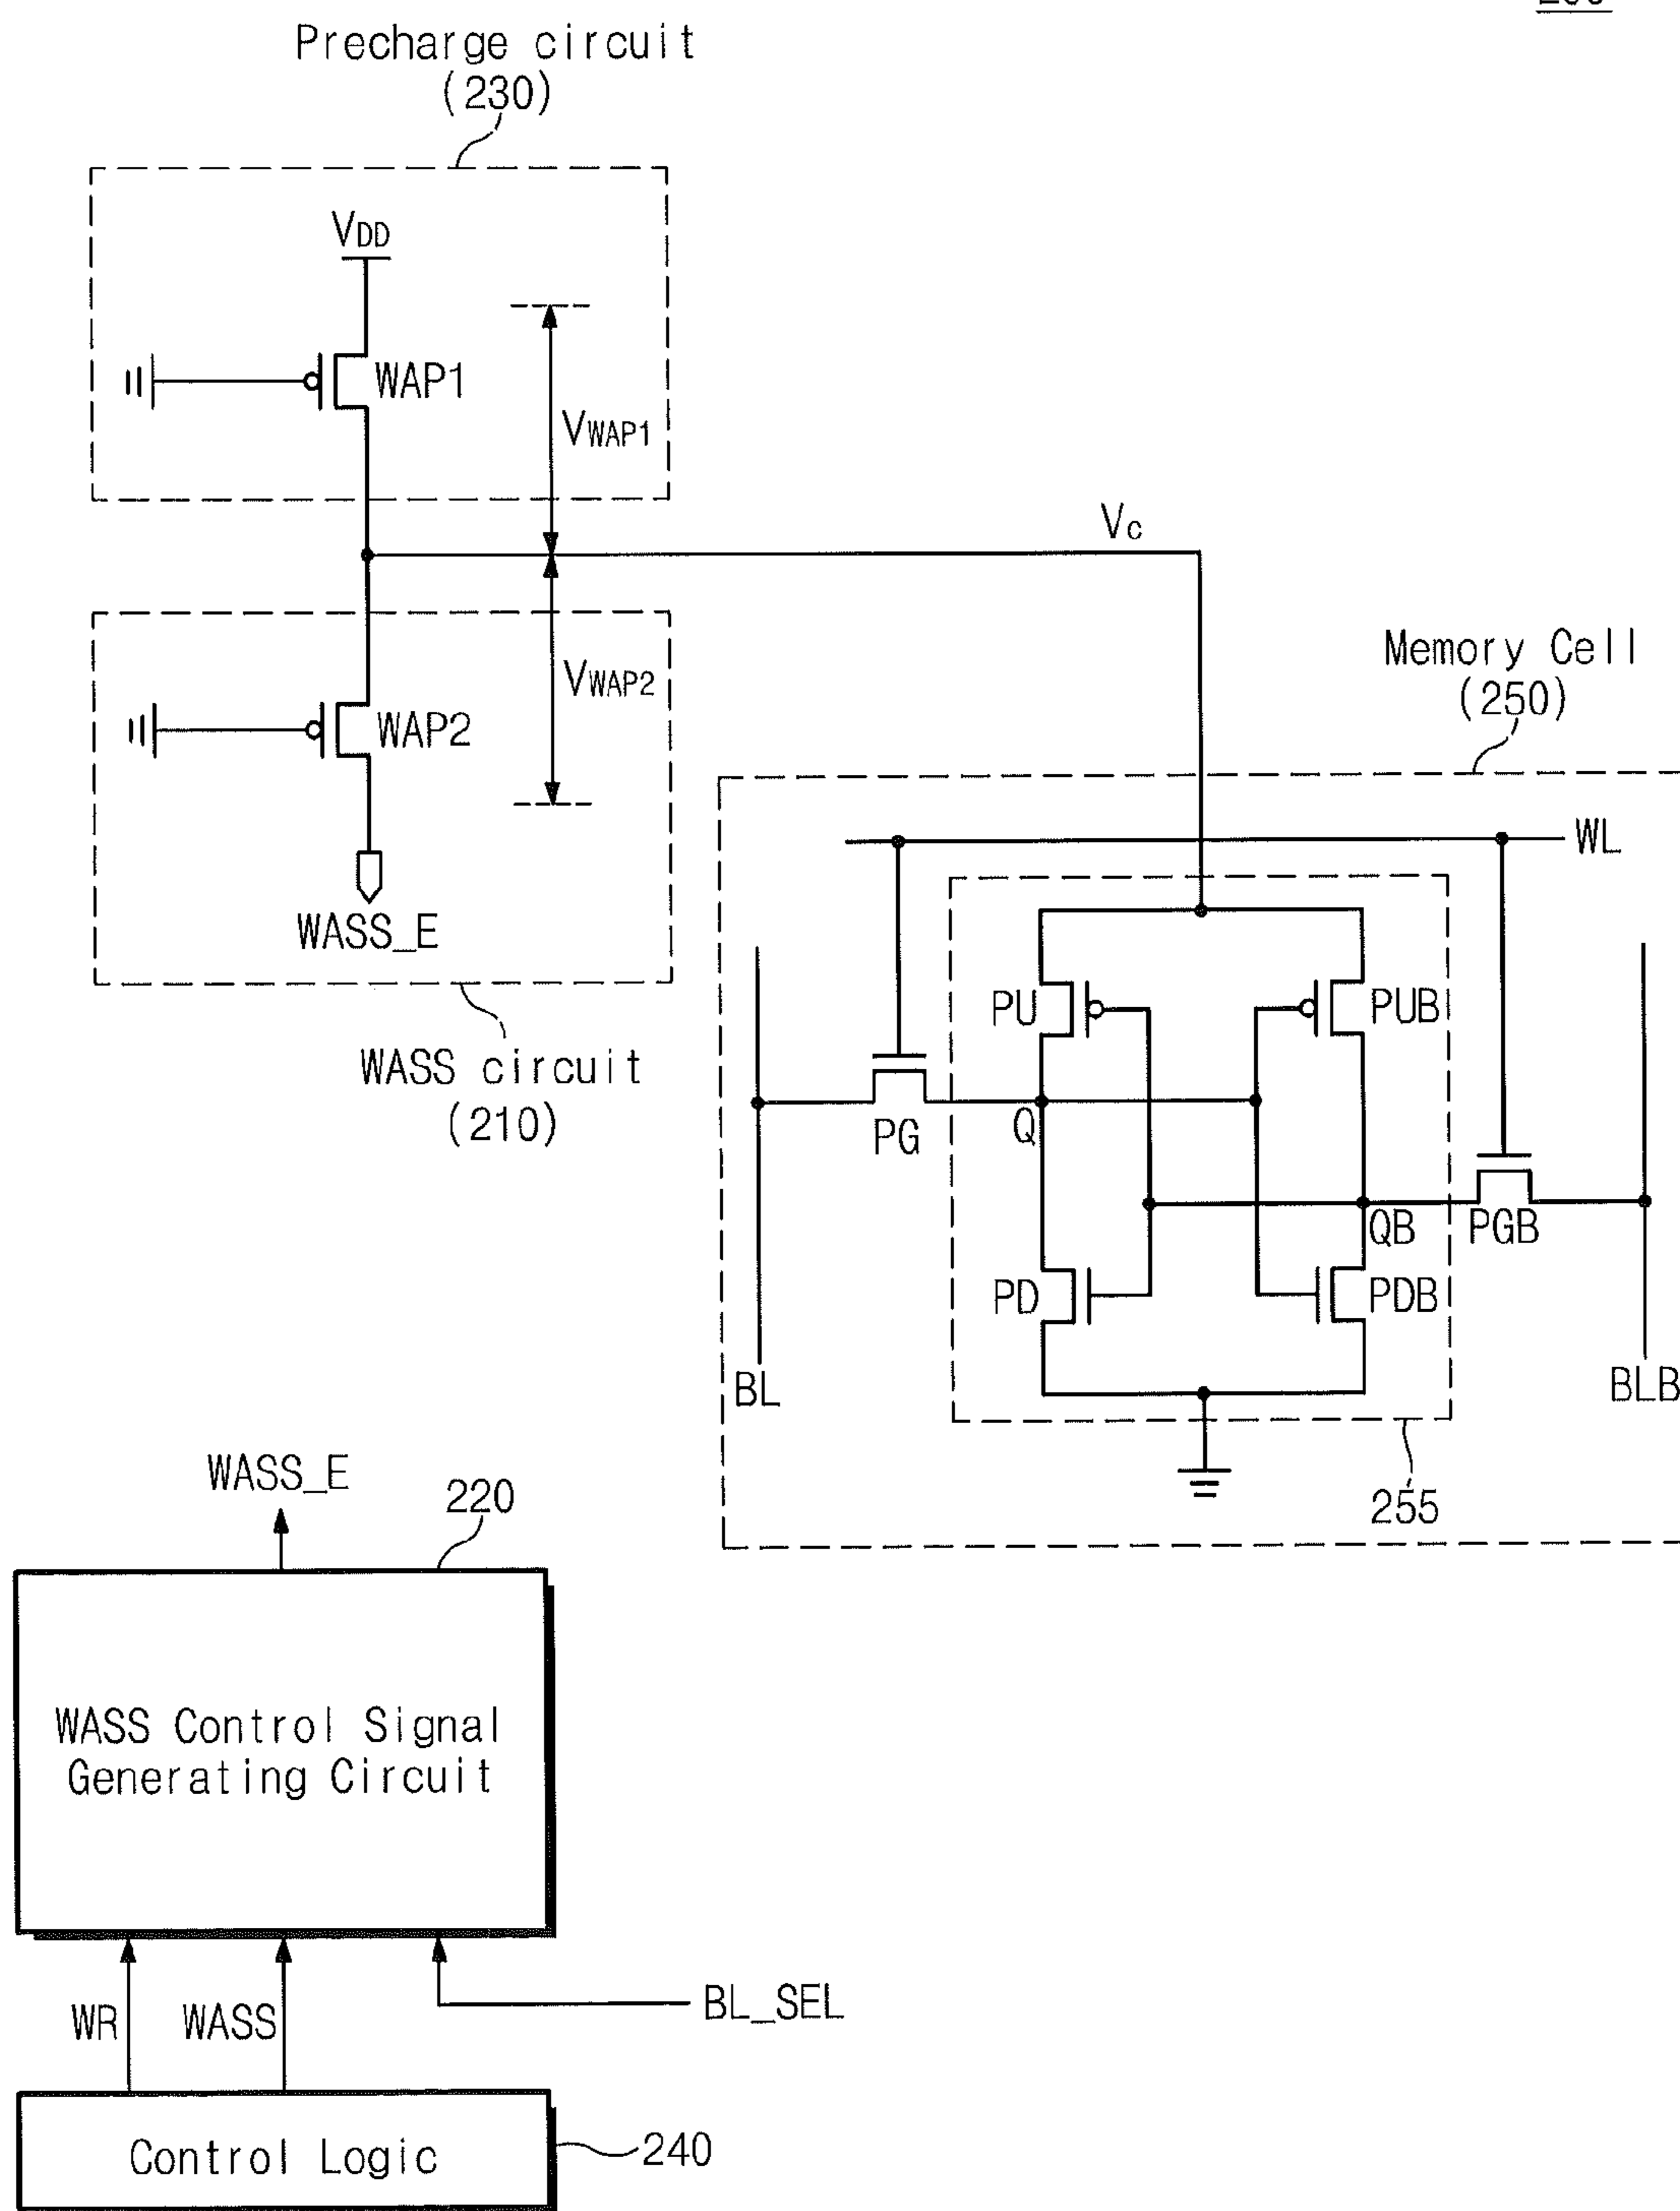 Precharge circuit
(230)
VDD
WAP1
VWAP1
Vc
WAP2
VWAP2
WASS_E
WASS circuit
(210)
Memory Cell
(250)
WL
PU
PUB
PG
Q
QB
PGB
PD
PDB
BL
BLB
255
WASS_E
220
WASS Control Signal
Generating Circuit
WR
WASS
BL_SEL
Control Logic
240